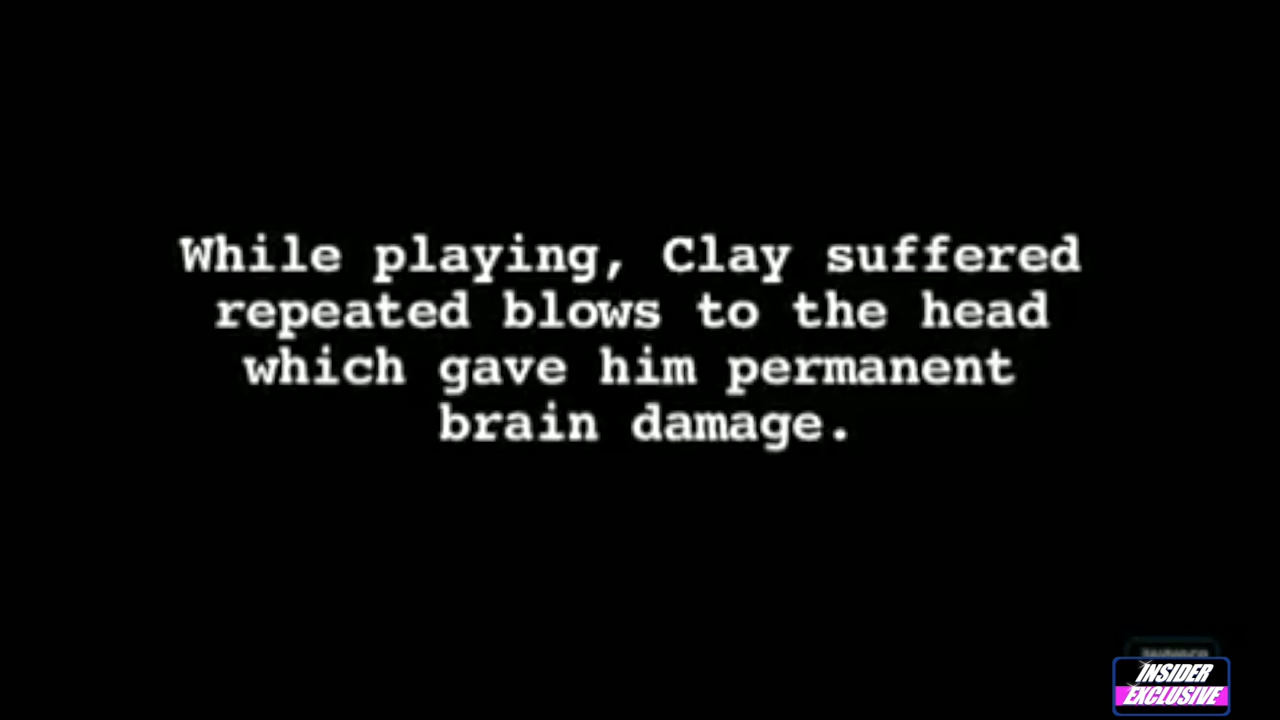 While playing, Clay suffered
repeated blows to the head
which gave him permanent
brain damage.
INSIDER
EXCLUSIVE